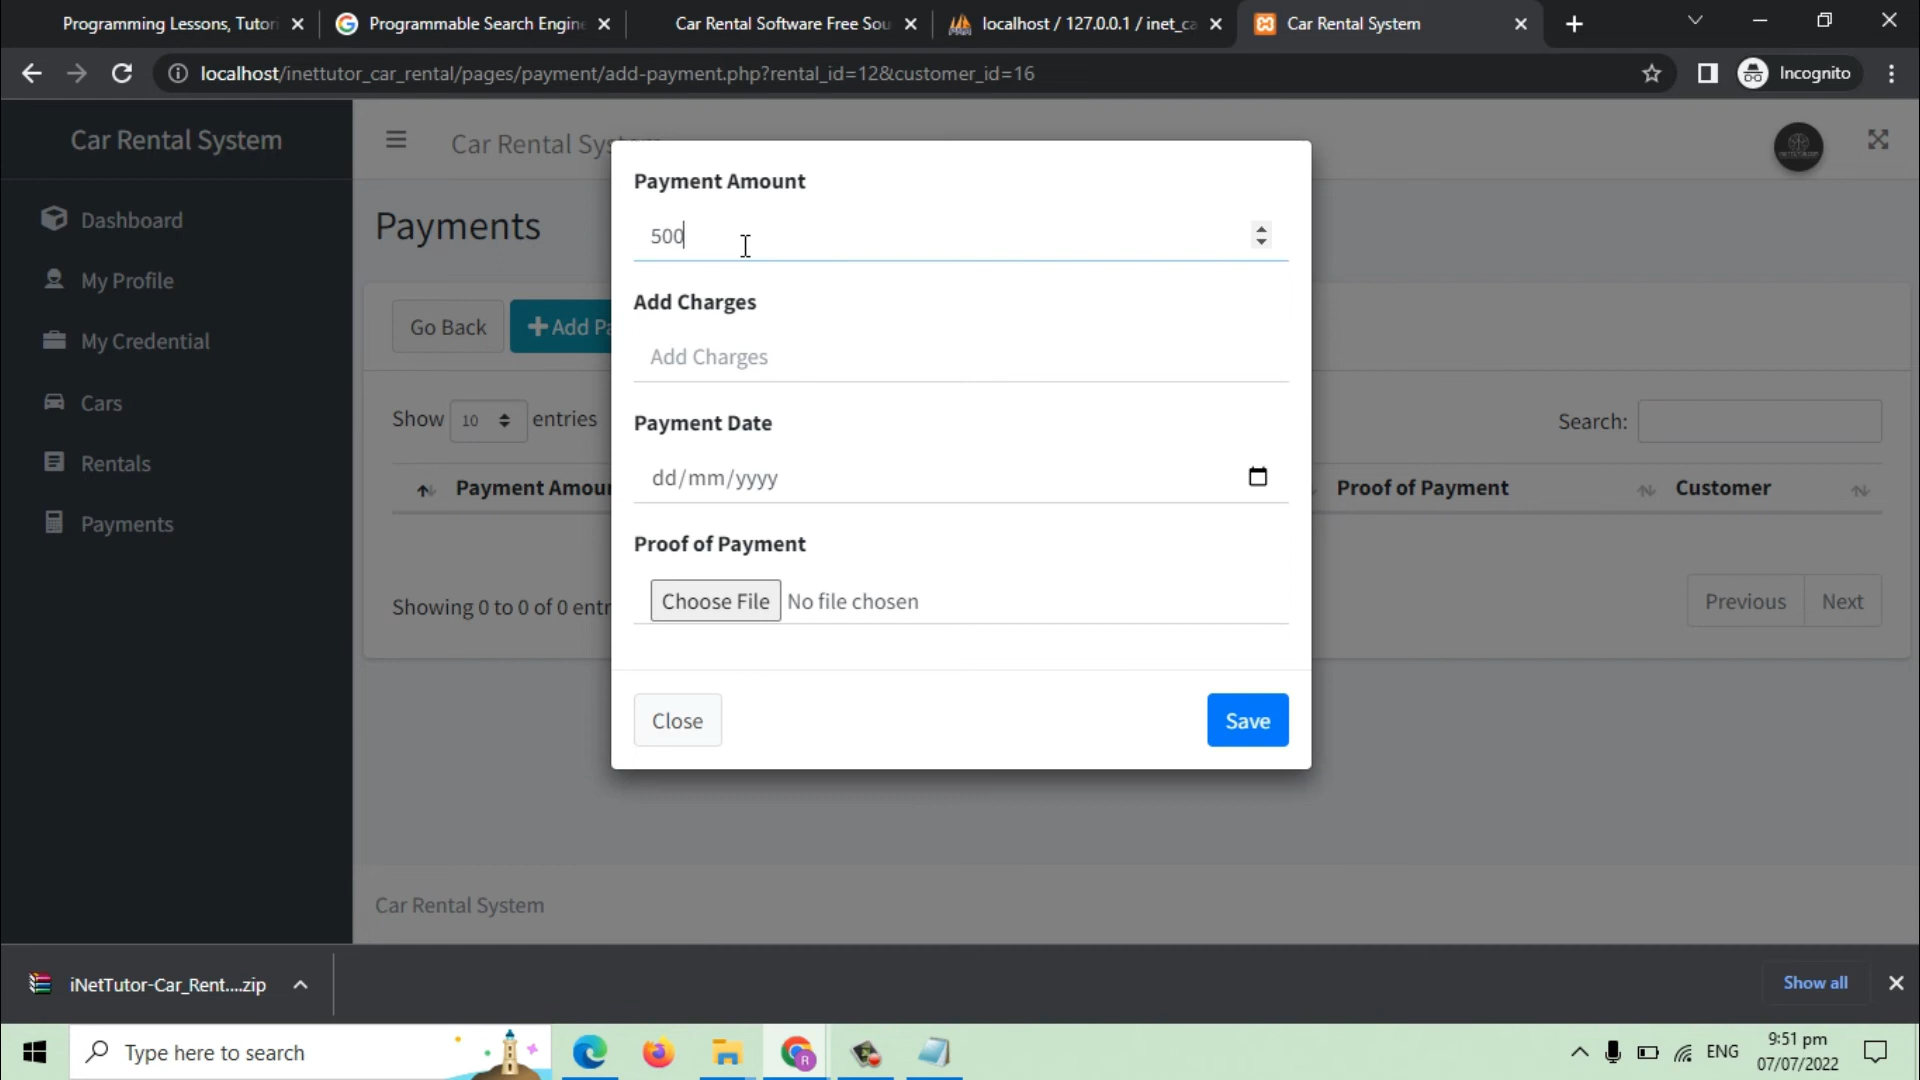 Programming Lessons, Tutori
Programmable Search Engine
Car Rental Software Free Sou
localhost / 127.0.0.1 / inet_ca
Car Rental System
localhost/inettutor_car_rental/pages/payment/add-payment.php?rental_id=12&customer_id=16
Incognito
Car Rental System
Dashboard
My Profile
My Credential
Cars
Rentals
Payments
Car Rental System
Payments
Go Back
Add Pa
Show 10 entries
Search:
Payment Amoun
Proof of Payment
Customer
Showing 0 to 0 of 0 entr
Previous
Next
Payment Amount
500
Add Charges
Add Charges
Payment Date
dd/mm/yyyy
Proof of Payment
Choose File No file chosen
Close
Save
Car Rental System
iNetTutor-Car_Rent....zip
Show all
Type here to search
ENG
9:51 pm
07/07/2022